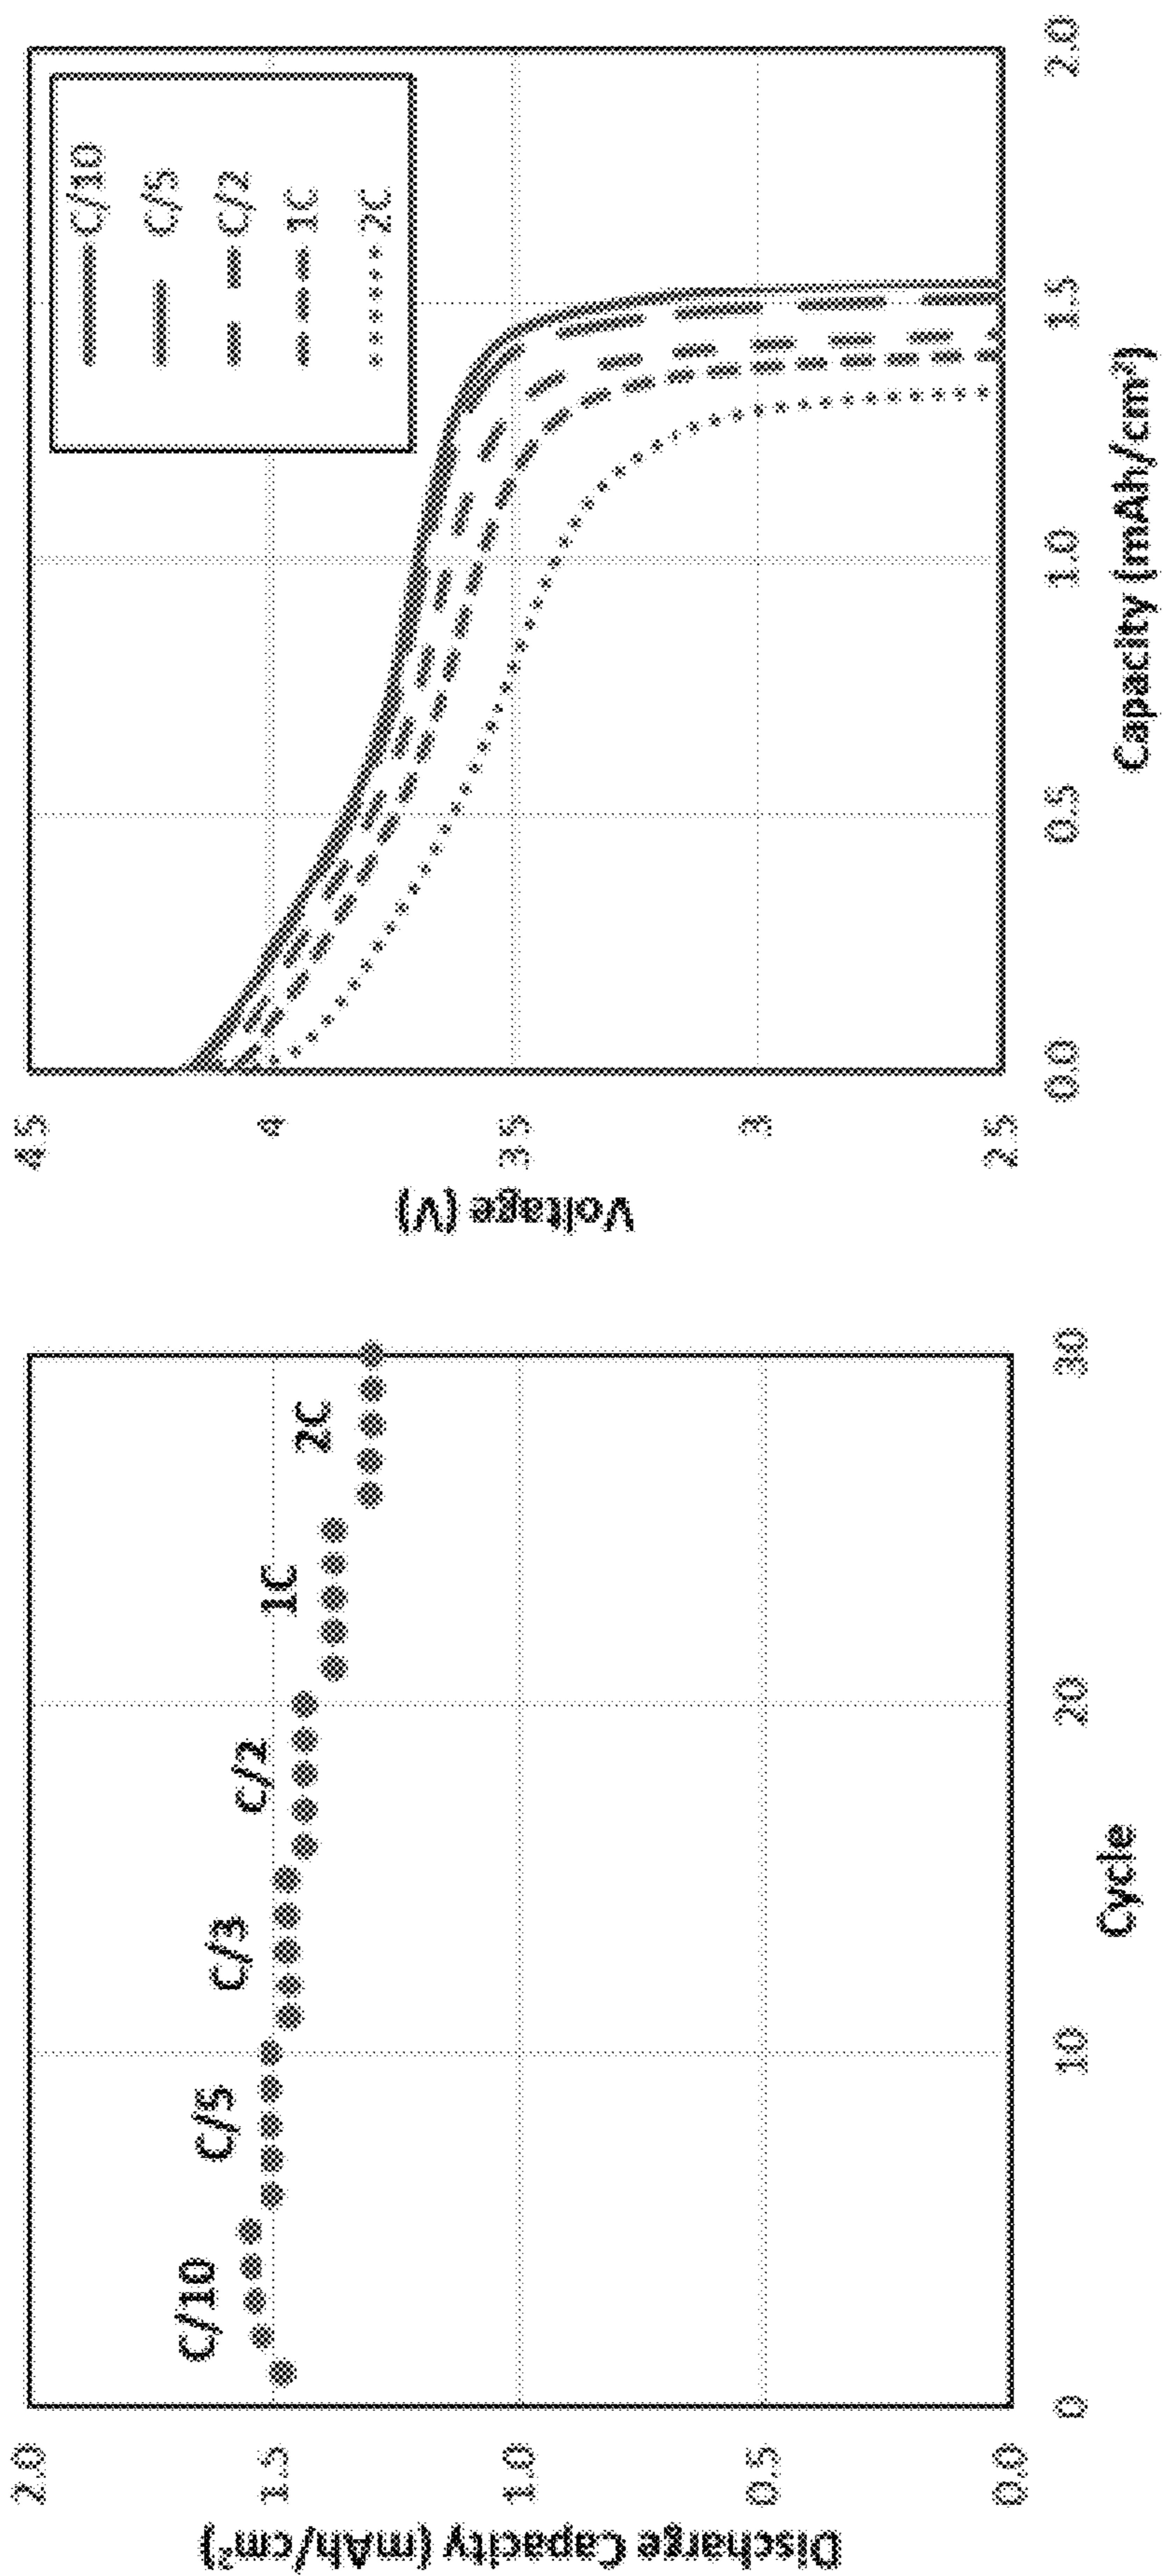 Discharge Capacity (mAh/cm²)
2.0
1.5
1.0
0.5
0.0
C/10
C/5
C/3
C/2
1C
2C
0
10
20
30
Cycle
Voltage (V)
4.5
4
3.5
3
2.5
C/10
C/5
C/2
1C
2C
0.0
0.5
1.0
1.5
2.0
Capacity (mAh/cm²)